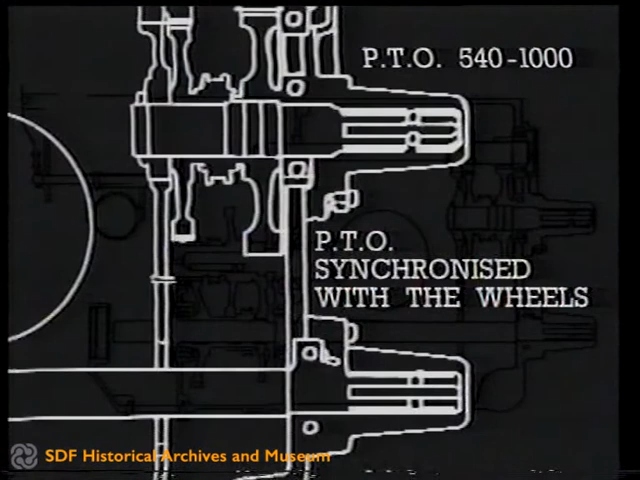 P.T.O. 540-1000
P.T.O.
SYNCHRONISED
WITH THE WHEELS
SDF Historical Archives and Museum